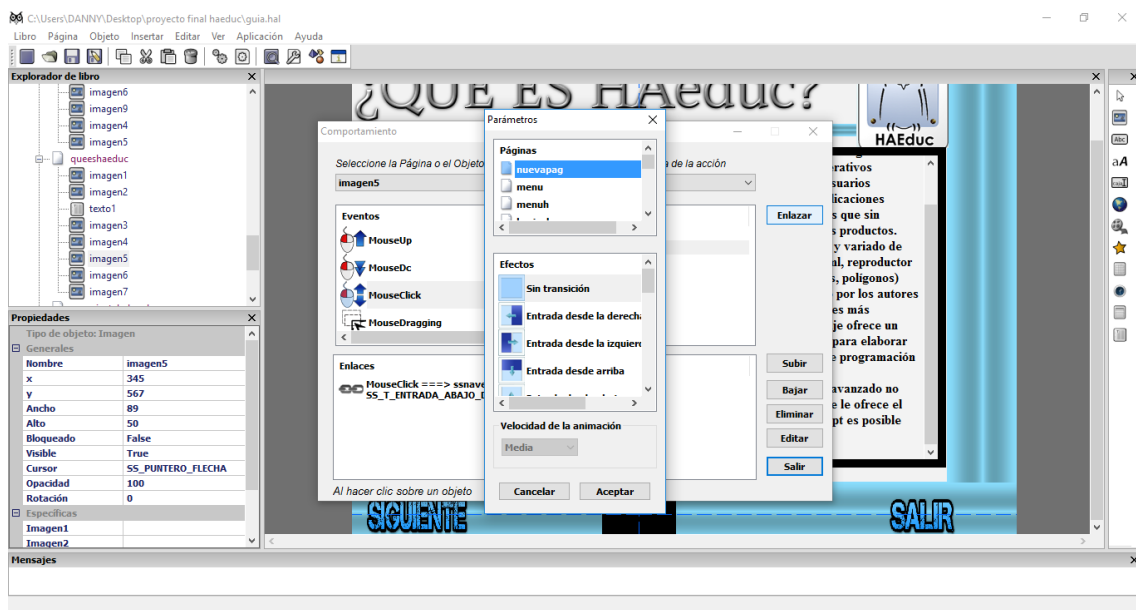 C:\Users\DANNY\Desktop\proyecto final haeduc\guia.hal
Libro Página Objeto Insertar Editar Ver Aplicación Ayuda
Explorador de libro
imagen6
imagen9
imagen4
imagen5
queeshaeduc
imagen1
imagen2
texto1
imagen3
imagen4
imagen5
imagen6
imagen7
Propiedades
Tipo de objeto: Imagen
Generales
Nombre imagen5
x 345
y 567
Ancho 89
Alto 50
Bloqueado False
Visible True
Cursor SS_PUNTERO_FLECHA
Opacidad 100
Rotación 0
Específicas
Imagen1
Imagen2
Mensajes
¿QUE ES HAeduc?
HAEduc
Comportamiento
Seleccione la Página o el Objeto
a de la acción
imagen5
Eventos
MouseUp
MouseDc
MouseClick
MouseDragging
Enlazar
Enlaces
MouseClick ===> ssnave
SS_T_ENTRADA_ABAJO_D
Subir
Bajar
Eliminar
Editar
Salir
Al hacer clic sobre un objeto
Parámetros
Páginas
nuevapag
menu
menuh
Efectos
Sin transición
Entrada desde la derecha
Entrada desde la izquier
Entrada desde arriba
Velocidad de la animación
Media
Cancelar Aceptar
rativos
suarios
licaciones
s que sin
s productos.
y variado de
al, reproductor
s, polígonos)
por los autores
es más
je ofrece un
para elaborar
e programación
avanzado no
e le ofrece el
pt es posible
SIGUIENTE
SALIR
Abc
aA